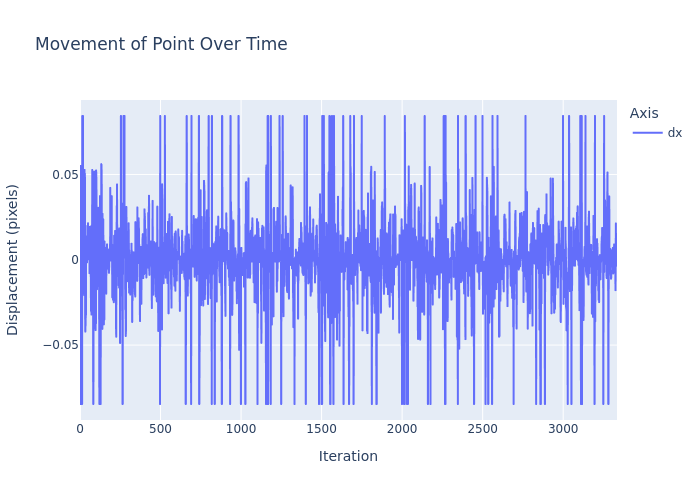 Movement of Point Over Time
Axis
dx
0.05
0
−0.05
Displacement (pixels)
0
500
1000
1500
2000
2500
3000
Iteration